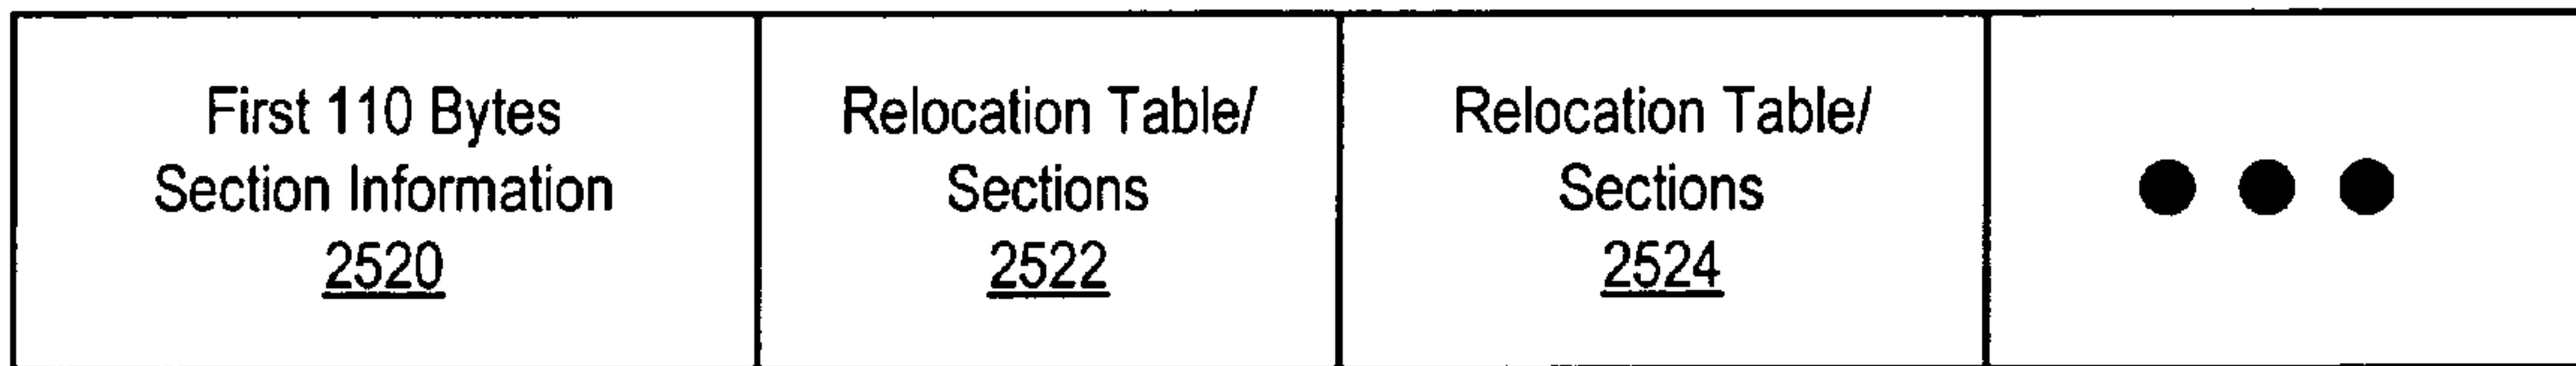 First 110 Bytes
Section Information
2520
Relocation Table/
Sections
2522
Relocation Table/
Sections
2524